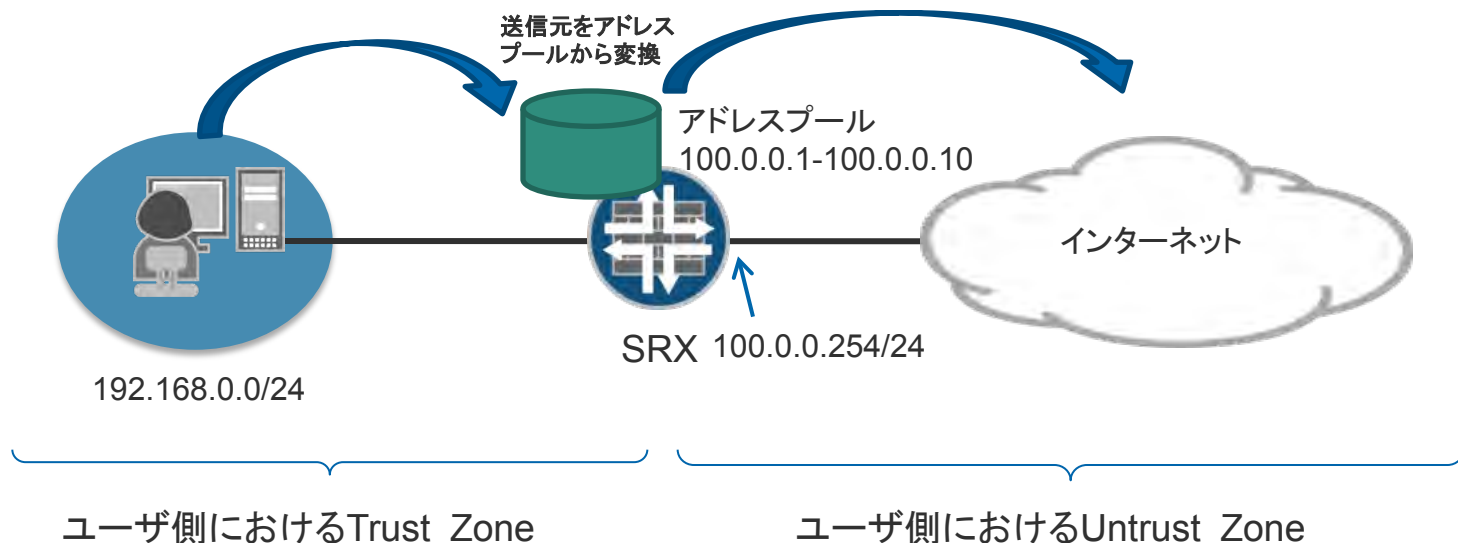 送信元をアドレス
プールから変換
アドレスプール
100.0.0.1-100.0.0.10
インターネット
SRX 100.0.0.254/24
192.168.0.0/24
ユーザ側におけるTrust Zone
ユーザ側におけるUntrust Zone